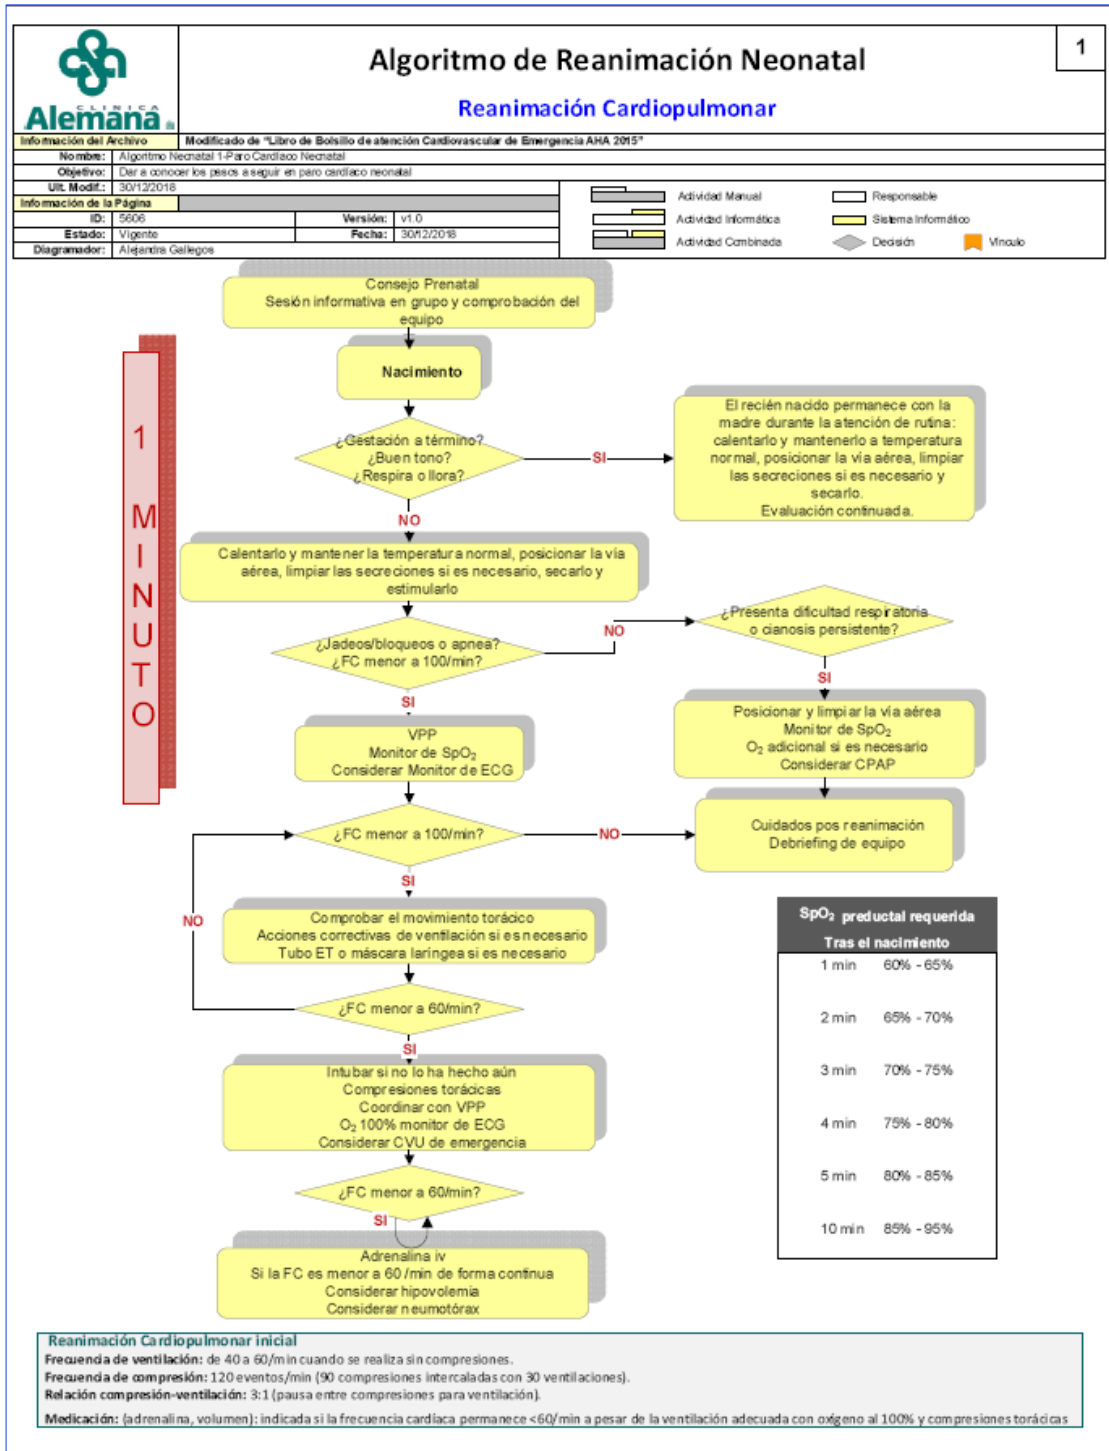 Algoritmo de Reanimación Neonatal
1
Reanimación Cardiopulmonar
CLINICA
Alemana
Información del Archivo
Modificado de "Libro de Bolsillo de atención Cardiovascular de Emergencia AHA 2015"
Nombre: Algoritmo Neonatal 1-Paro Cardíaco Neonatal
Objetivo: Dar a conocer los pasos a seguir en paro cardíaco neonatal
Ult. Modif.: 30/12/2018
Información de la Página
ID: 5606
Versión: v1.0
Estado: Vigente
Fecha: 30/12/2018
Diagramador: Alejandra Gallegos
Actividad Manual
Responsable
Actividad Informática
Sistema Informático
Actividad Combinada
Decisión
Vínculo
Consejo Prenatal
Sesión informativa en grupo y comprobación del
equipo
1 MINUTO
Nacimiento
¿Gestación a término?
¿Buen tono?
¿Respira o llora?
SI
El recién nacido permanece con la
madre durante la atención de rutina:
calentarlo y mantenerlo a temperatura
normal, posicionar la vía aérea, limpiar
las secreciones si es necesario y
secarlo.
Evaluación continuada.
NO
Calentarlo y mantener la temperatura normal, posicionar la vía
aérea, limpiar las secreciones si es necesario, secarlo y
estimularlo
¿Jadeos/bloqueos o apnea?
¿FC menor a 100/min?
NO
¿Presenta dificultad respiratoria
o cianosis persistente?
SI
SI
VPP
Monitor de SpO₂
Considerar Monitor de ECG
Posicionar y limpiar la vía aérea
Monitor de SpO₂
O₂ adicional si es necesario
Considerar CPAP
¿FC menor a 100/min?
NO
Cuidados pos reanimación
Debriefing de equipo
SI
NO
Comprobar el movimiento torácico
Acciones correctivas de ventilación si es necesario
Tubo ET o máscara laríngea si es necesario
¿FC menor a 60/min?
SI
Intubar si no lo ha hecho aún
Compresiones torácicas
Coordinar con VPP
O₂ 100% monitor de ECG
Considerar CVU de emergencia
¿FC menor a 60/min?
SI
Adrenalina iv
Si la FC es menor a 60 /min de forma continua
Considerar hipovolemia
Considerar neumotórax
SpO₂ preductal requerida
Tras el nacimiento
1 min 60% - 65%
2 min 65% - 70%
3 min 70% - 75%
4 min 75% - 80%
5 min 80% - 85%
10 min 85% - 95%
Reanimación Cardiopulmonar inicial
Frecuencia de ventilación: de 40 a 60/min cuando se realiza sin compresiones.
Frecuencia de compresión: 120 eventos/min (90 compresiones intercaladas con 30 ventilaciones).
Relación compresión-ventilación: 3:1 (pausa entre compresiones para ventilación).
Medicación: (adrenalina, volumen): indicada si la frecuencia cardíaca permanece <60/min a pesar de la ventilación adecuada con oxígeno al 100% y compresiones torácicas